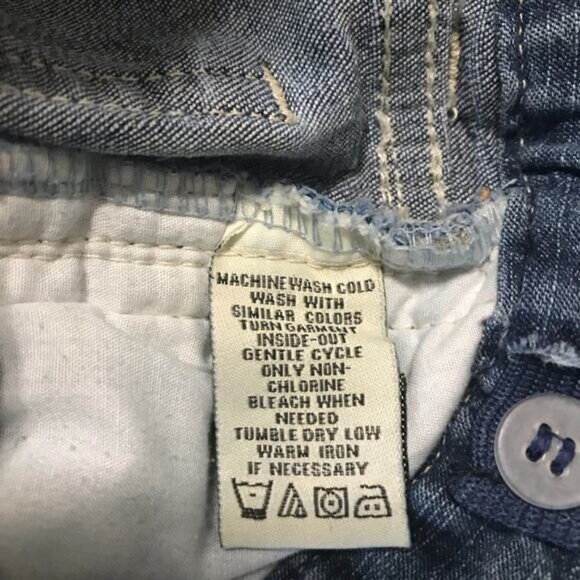 MACHINE WASH COLD
WASH WITH
SIMILAR COLORS
TURN GARMENT
INSIDE-OUT
GENTLE CYCLE
ONLY NON-
CHLORINE
BLEACH WHEN
NEEDED
TUMBLE DRY LOW
WARM IRON
IF NECESSARY